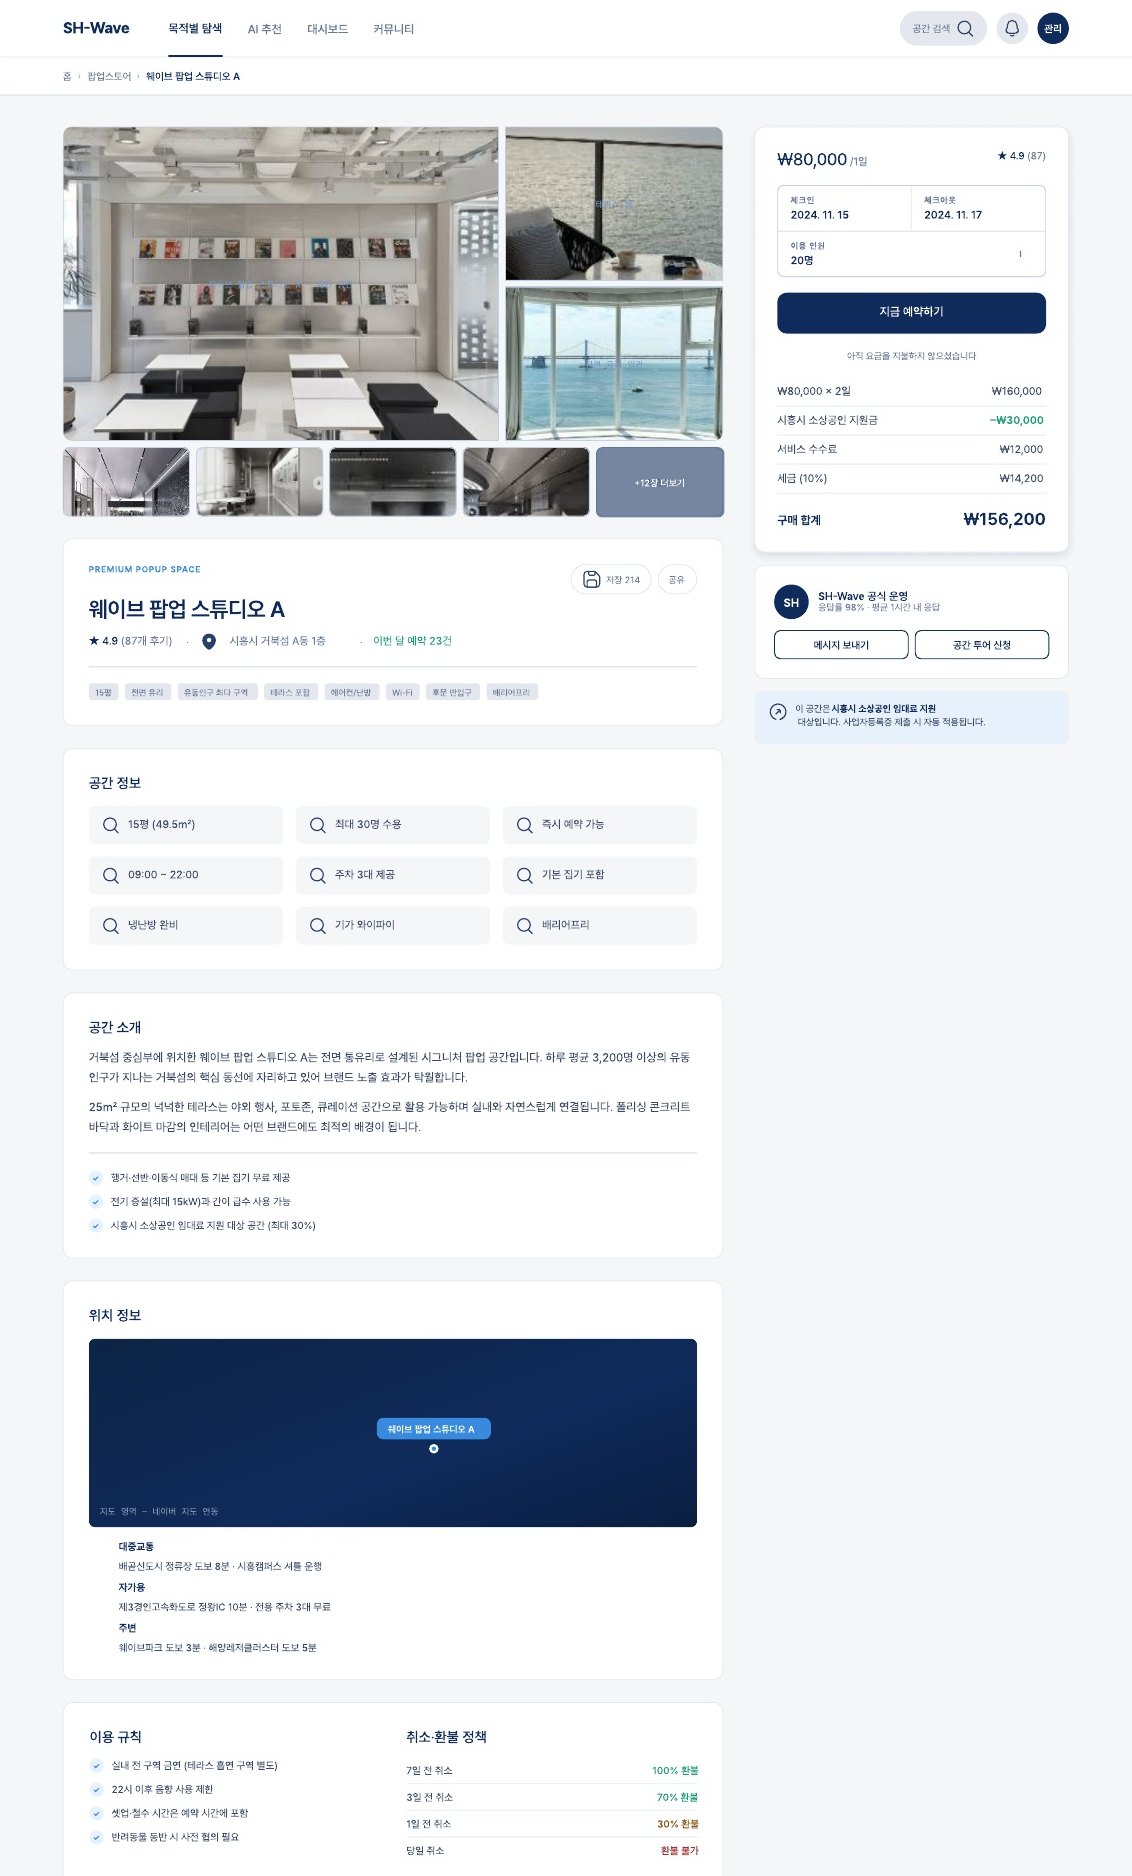 SH-Wave
목적별 탐색
AI 추천
대시보드
커뮤니티
공간 검색
관리
홈 › 팝업스토어 › 웨이브 팝업 스튜디오 A
+12장 더보기
PREMIUM POPUP SPACE
저장 214
공유
웨이브 팝업 스튜디오 A
★ 4.9 (87개 후기) · 시흥시 거북섬 A동 1층 · 이번 달 예약 23건
15평
전면 유리
유동인구 최다 구역
테라스 포함
에어컨/난방
Wi-Fi
후문 반입구
배리어프리
₩80,000 /1일
★ 4.9 (87)
체크인
2024. 11. 15
체크아웃
2024. 11. 17
이용 인원
20명
지금 예약하기
아직 요금을 지불하지 않으셨습니다
₩80,000 × 2일 ₩160,000
시흥시 소상공인 지원금 −₩30,000
서비스 수수료 ₩12,000
세금 (10%) ₩14,200
구매 합계 ₩156,200
SH
SH-Wave 공식 운영
응답률 98% · 평균 1시간 내 응답
메시지 보내기
공간 투어 신청
이 공간은 시흥시 소상공인 임대료 지원
대상입니다. 사업자등록증 제출 시 자동 적용됩니다.
공간 정보
15평 (49.5m²)
최대 30명 수용
즉시 예약 가능
09:00 ~ 22:00
주차 3대 제공
기본 집기 포함
냉난방 완비
기가 와이파이
배리어프리
공간 소개
거북섬 중심부에 위치한 웨이브 팝업 스튜디오 A는 전면 통유리로 설계된 시그니처 팝업 공간입니다. 하루 평균 3,200명 이상의 유동
인구가 지나는 거북섬의 핵심 동선에 자리하고 있어 브랜드 노출 효과가 탁월합니다.
25m² 규모의 넉넉한 테라스는 야외 행사, 포토존, 큐레이션 공간으로 활용 가능하며 실내와 자연스럽게 연결됩니다. 폴리싱 콘크리트
바닥과 화이트 마감의 인테리어는 어떤 브랜드에도 최적의 배경이 됩니다.
행거·선반·이동식 매대 등 기본 집기 무료 제공
전기 증설(최대 15kW)과 간이 급수 사용 가능
시흥시 소상공인 임대료 지원 대상 공간 (최대 30%)
위치 정보
웨이브 팝업 스튜디오 A
지도 영역 — 네이버 지도 연동
대중교통
배곧신도시 정류장 도보 8분 · 시흥캠퍼스 셔틀 운행
자가용
제3경인고속화도로 정왕IC 10분 · 전용 주차 3대 무료
주변
웨이브파크 도보 3분 · 해양레저클러스터 도보 5분
이용 규칙
실내 전 구역 금연 (테라스 흡연 구역 별도)
22시 이후 음향 사용 제한
셋업·철수 시간은 예약 시간에 포함
반려동물 동반 시 사전 협의 필요
취소·환불 정책
7일 전 취소 100% 환불
3일 전 취소 70% 환불
1일 전 취소 30% 환불
당일 취소 환불 불가